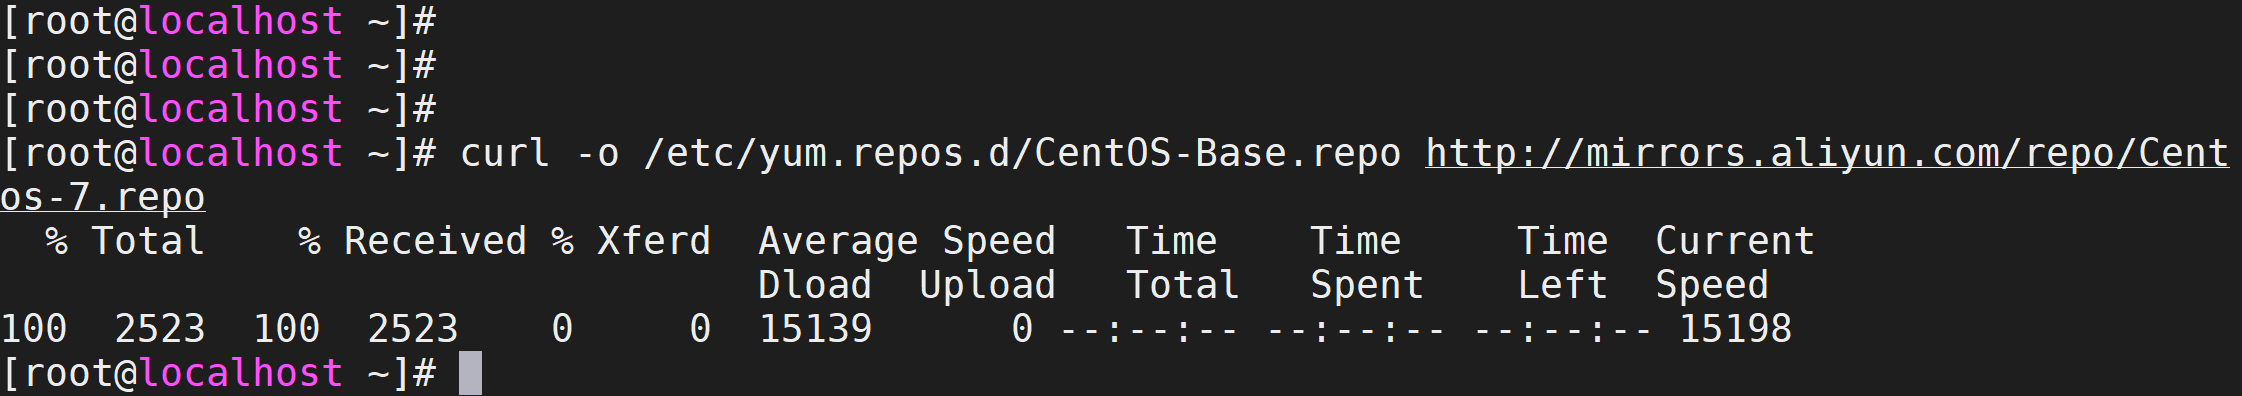 [root@localhost ~]#
[root@localhost ~]#
[root@localhost ~]#
[root@localhost ~]# curl -o /etc/yum.repos.d/CentOS-Base.repo http://mirrors.aliyun.com/repo/Cent
os-7.repo
  % Total    % Received % Xferd  Average Speed   Time    Time     Time  Current
                                 Dload  Upload   Total   Spent    Left  Speed
100  2523  100  2523    0     0  15139      0 --:--:-- --:--:-- --:--:-- 15198
[root@localhost ~]#